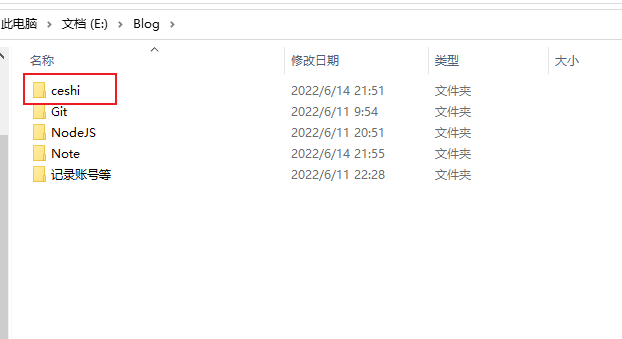 此电脑 > 文档 (E:) > Blog >
名称 修改日期 类型 大小
ceshi 2022/6/14 21:51 文件夹
Git 2022/6/11 9:54 文件夹
NodeJS 2022/6/11 20:51 文件夹
Note 2022/6/14 21:55 文件夹
记录账号等 2022/6/11 22:28 文件夹